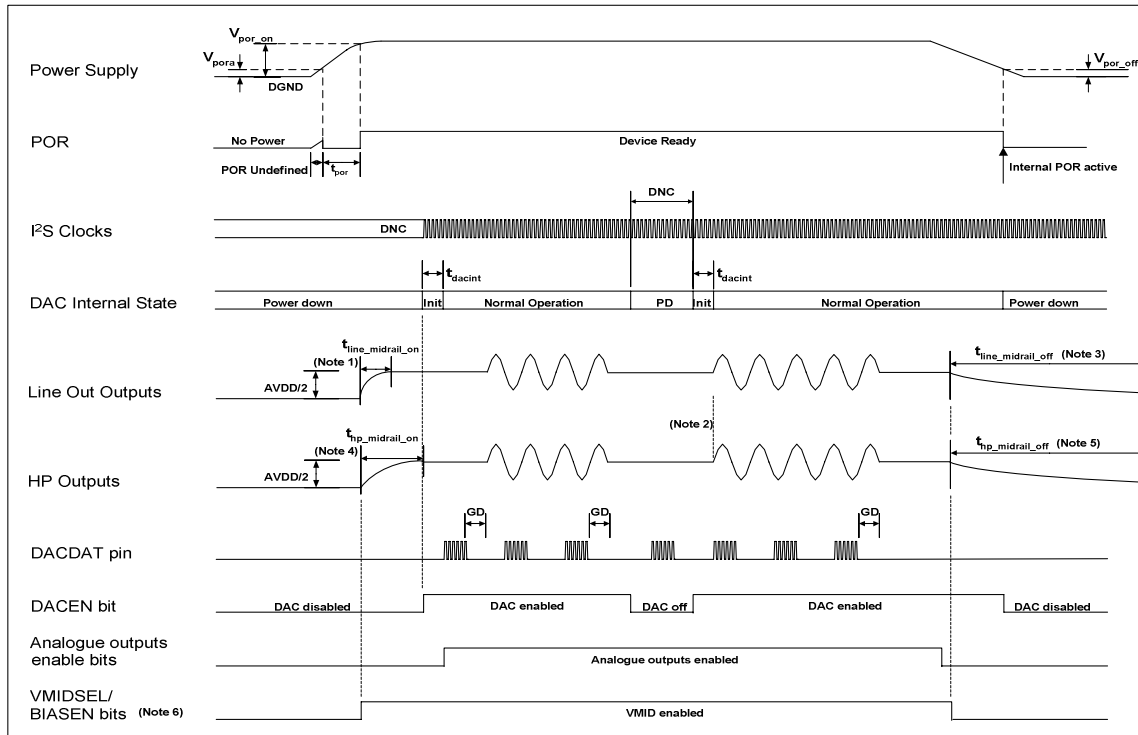 V_por_on
V_pora
Power Supply
DGND
V_por_off
POR
No Power
Device Ready
POR Undefined
t_por
Internal POR active
DNC
I²S Clocks
DNC
t_dacint
t_dacint
DAC Internal State
Power down
Init
Normal Operation
PD
Init
Normal Operation
Power down
t_line_midrail_on
(Note 1)
t_line_midrail_off (Note 3)
AVDD/2
Line Out Outputs
(Note 2)
t_hp_midrail_on
(Note 4)
t_hp_midrail_off (Note 5)
AVDD/2
HP Outputs
GD
GD
GD
DACDAT pin
DACEN bit
DAC disabled
DAC enabled
DAC off
DAC enabled
DAC disabled
Analogue outputs
enable bits
Analogue outputs enabled
VMIDSEL/
BIASEN bits (Note 6)
VMID enabled